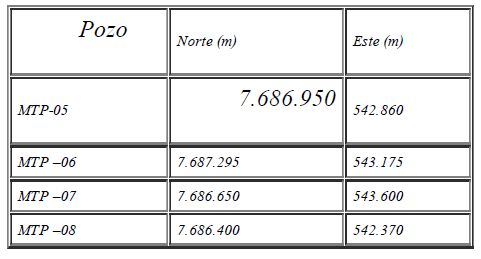 Pozo Norte (m) Este (m)
MTP-05 7.686.950 542.860
MTP –06 7.687.295 543.175
MTP –07 7.686.650 543.600
MTP –08 7.686.400 542.370